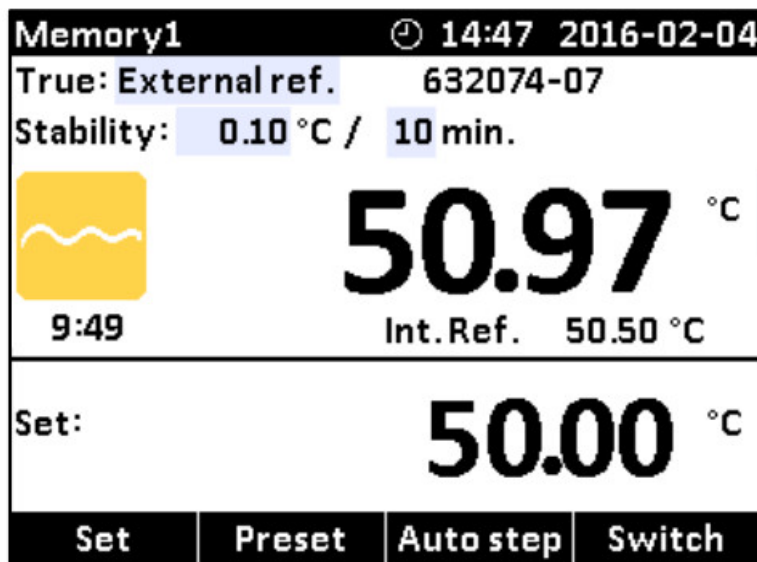 Memory1 14:47 2016-02-04
True: External ref. 632074-07
Stability: 0.10 °C / 10 min.
50.97 °C
9:49 Int.Ref. 50.50 °C
Set: 50.00 °C
Set Preset Auto step Switch